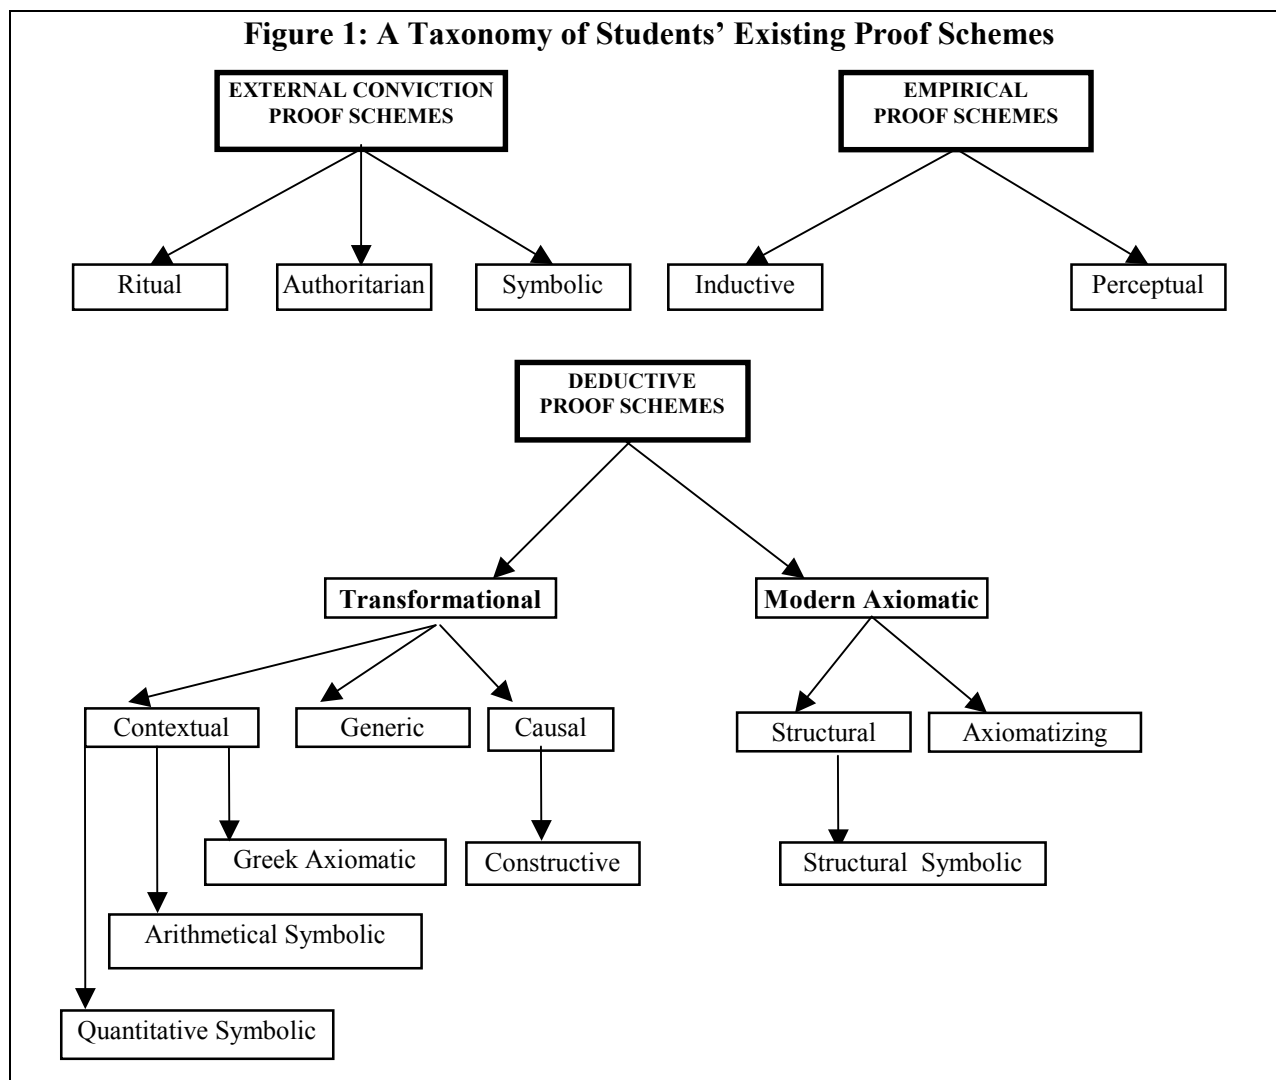 Figure 1: A Taxonomy of Students’ Existing Proof Schemes
EXTERNAL CONVICTION
PROOF SCHEMES
EMPIRICAL
PROOF SCHEMES
Ritual
Authoritarian
Symbolic
Inductive
Perceptual
DEDUCTIVE
PROOF SCHEMES
Transformational
Modern Axiomatic
Contextual
Generic
Causal
Structural
Axiomatizing
Greek Axiomatic
Constructive
Structural Symbolic
Arithmetical Symbolic
Quantitative Symbolic